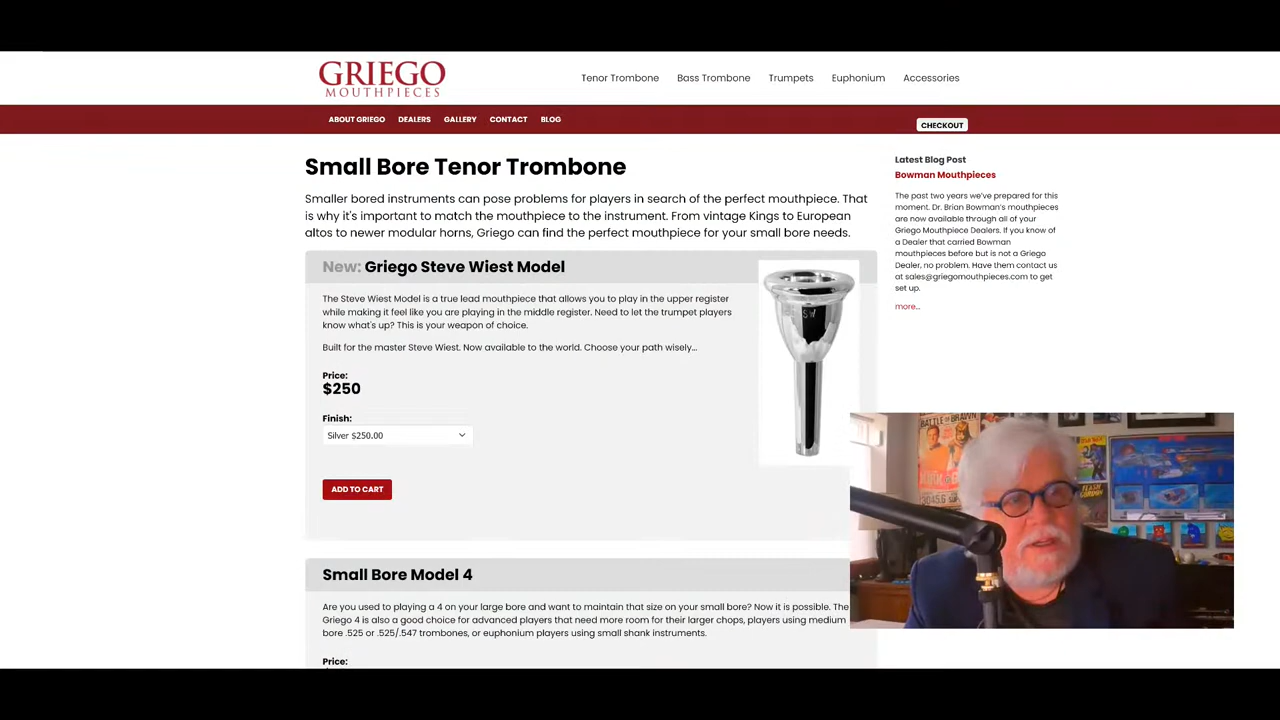 GRIEGO
MOUTHPIECES
Tenor Trombone
Bass Trombone
Trumpets
Euphonium
Accessories
ABOUT GRIEGO
DEALERS
GALLERY
CONTACT
BLOG
CHECKOUT
Small Bore Tenor Trombone
Smaller bored instruments can pose problems for players in search of the perfect mouthpiece. That
is why it's important to match the mouthpiece to the instrument. From vintage Kings to European
altos to newer modular horns, Griego can find the perfect mouthpiece for your small bore needs.
New: Griego Steve Wiest Model
The Steve Wiest Model is a true lead mouthpiece that allows you to play in the upper register
while making it feel like you are playing in the middle register. Need to let the trumpet players
know what's up? This is your weapon of choice.
Built for the master Steve Wiest. Now available to the world. Choose your path wisely...
Price:
$250
Finish:
Silver $250.00
ADD TO CART
SW
Small Bore Model 4
Are you used to playing a 4 on your large bore and want to maintain that size on your small bore? Now it is possible. The
Griego 4 is also a good choice for advanced players that need more room for their larger chops, players using medium
bore .525 or .525/.547 trombones, or euphonium players using small shank instruments.
Price:
Latest Blog Post
Bowman Mouthpieces
The past two years we've prepared for this
moment. Dr. Brian Bowman's mouthpieces
are now available through all of your
Griego Mouthpiece Dealers. If you know of
a Dealer that carried Bowman
mouthpieces before but is not a Griego
Dealer, no problem. Have them contact us
at sales@griegomouthpieces.com to get
set up.
more...
BATTLE OF BRAWN
FLASH
GORDON